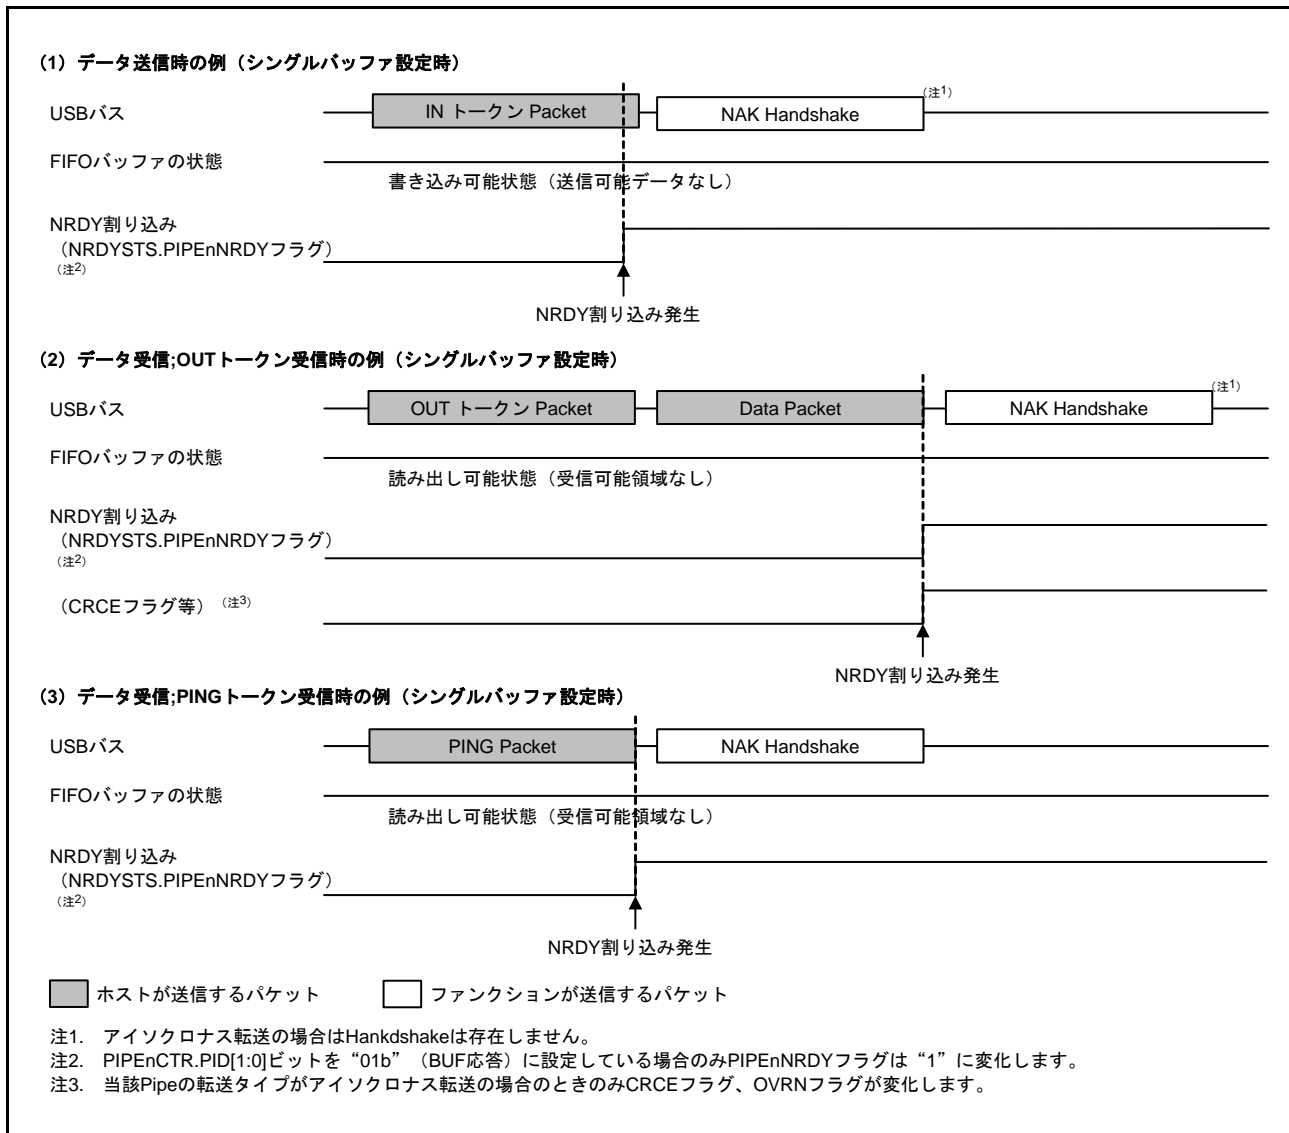 （1）データ送信時の例（シングルバッファ設定時）
USBバス
IN トークン Packet
NAK Handshake
（注1）
FIFOバッファの状態
書き込み可能状態（送信可能データなし）
NRDY割り込み
（NRDYSTS.PIPEnNRDYフラグ）
（注2）
NRDY割り込み発生
（2）データ受信;OUTトークン受信時の例（シングルバッファ設定時）
USBバス
OUT トークン Packet
Data Packet
NAK Handshake
（注1）
FIFOバッファの状態
読み出し可能状態（受信可能領域なし）
NRDY割り込み
（NRDYSTS.PIPEnNRDYフラグ）
（注2）
（CRCEフラグ等）（注3）
NRDY割り込み発生
（3）データ受信;PINGトークン受信時の例（シングルバッファ設定時）
USBバス
PING Packet
NAK Handshake
FIFOバッファの状態
読み出し可能状態（受信可能領域なし）
NRDY割り込み
（NRDYSTS.PIPEnNRDYフラグ）
（注2）
NRDY割り込み発生
ホストが送信するパケット
ファンクションが送信するパケット
注1. アイソクロナス転送の場合はHankdshakeは存在しません。
注2. PIPEnCTR.PID[1:0]ビットを“01b”（BUF応答）に設定している場合のみPIPEnNRDYフラグは“1”に変化します。
注3. 当該Pipeの転送タイプがアイソクロナス転送の場合のときのみCRCEフラグ、OVRNフラグが変化します。